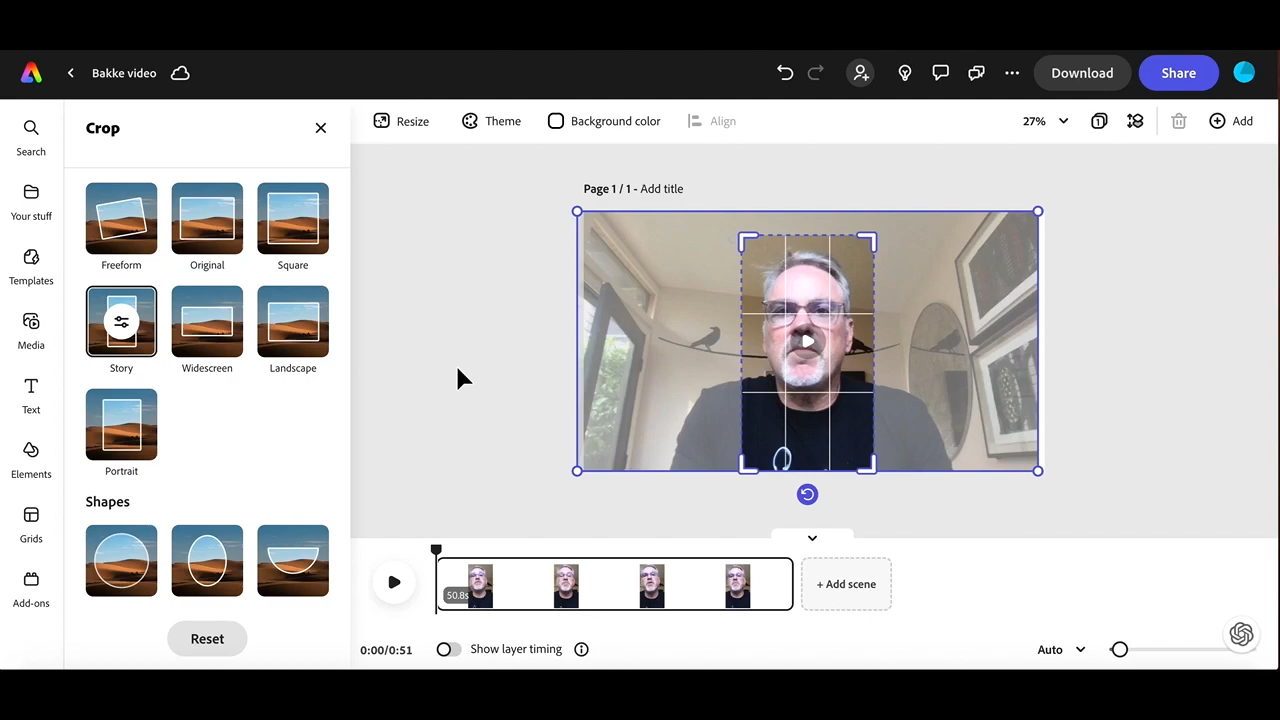 Bakke video
Download
Share
Crop
Resize
Theme
Background color
Align
27%
1
Add
Search
Your stuff
Templates
Media
Text
Elements
Grids
Add-ons
Freeform
Original
Square
Story
Widescreen
Landscape
Portrait
Shapes
Reset
Page 1 / 1 - Add title
50.8s
+ Add scene
0:00/0:51
Show layer timing
Auto